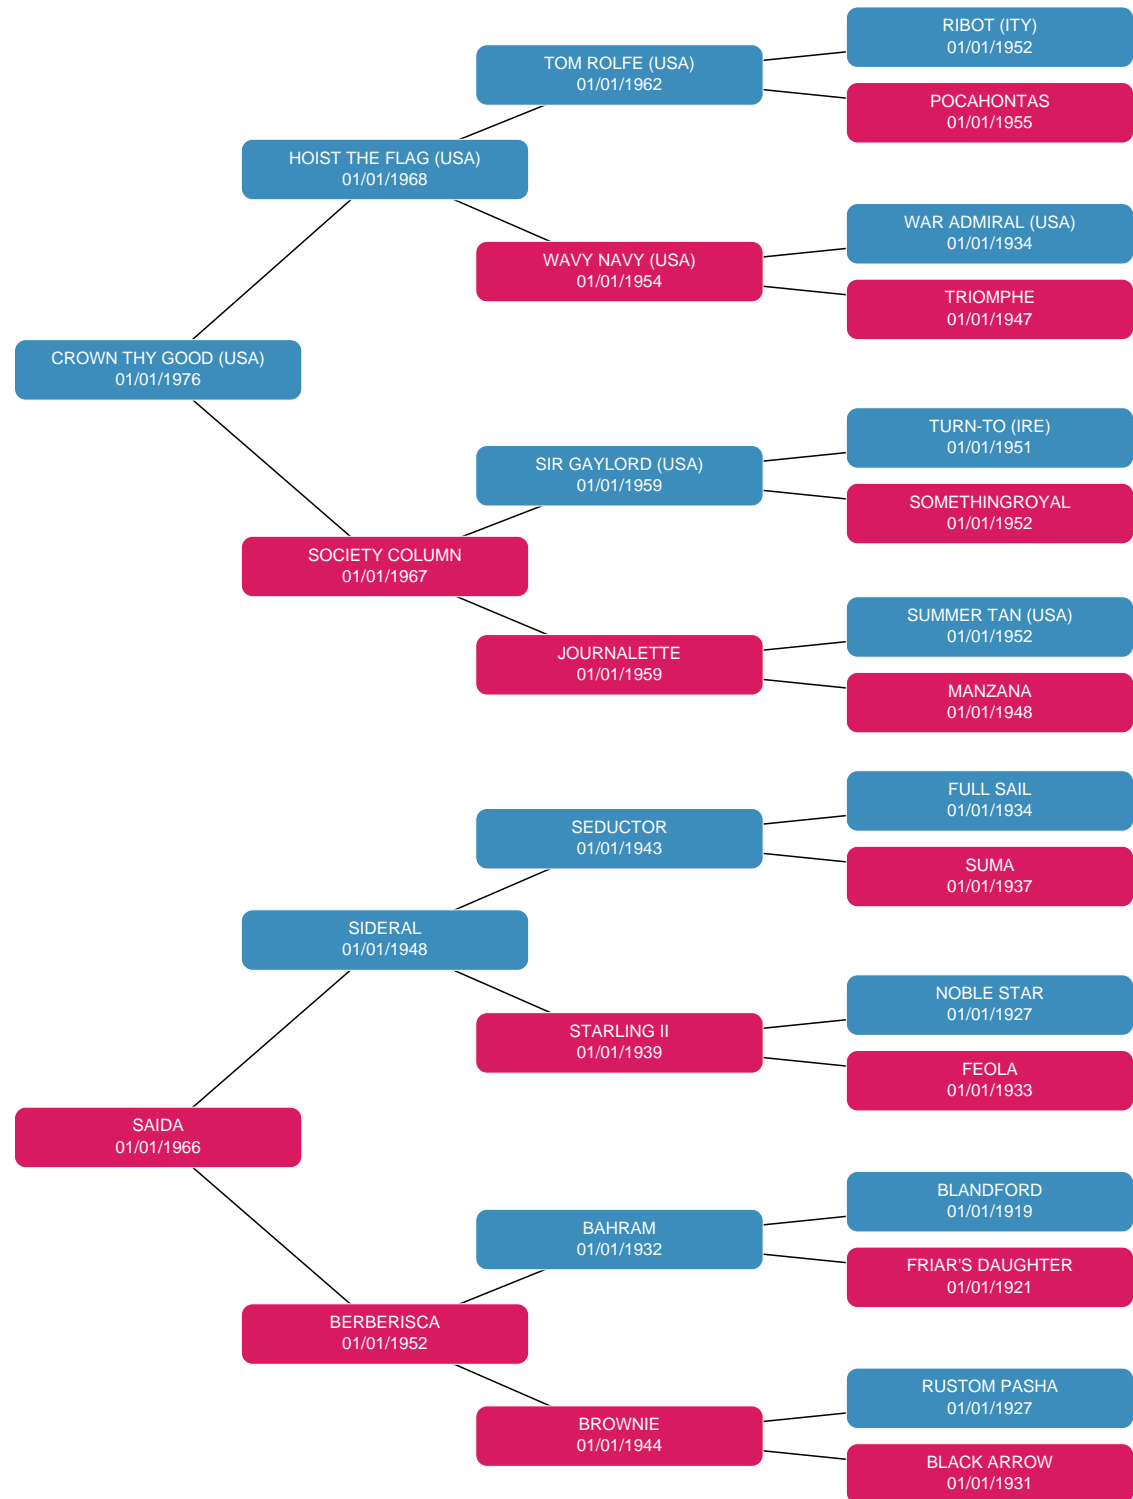 RIBOT (ITY)
01/01/1952
TOM ROLFE (USA)
01/01/1962
POCAHONTAS
01/01/1955
HOIST THE FLAG (USA)
01/01/1968
WAR ADMIRAL (USA)
01/01/1934
WAVY NAVY (USA)
01/01/1954
TRIOMPHE
01/01/1947
CROWN THY GOOD (USA)
01/01/1976
TURN-TO (IRE)
01/01/1951
SIR GAYLORD (USA)
01/01/1959
SOMETHINGROYAL
01/01/1952
SOCIETY COLUMN
01/01/1967
SUMMER TAN (USA)
01/01/1952
JOURNALETTE
01/01/1959
MANZANA
01/01/1948
FULL SAIL
01/01/1934
SEDUCTOR
01/01/1943
SUMA
01/01/1937
SIDERAL
01/01/1948
NOBLE STAR
01/01/1927
STARLING II
01/01/1939
FEOLA
01/01/1933
SAIDA
01/01/1966
BLANDFORD
01/01/1919
BAHRAM
01/01/1932
FRIAR'S DAUGHTER
01/01/1921
BERBERISCA
01/01/1952
RUSTOM PASHA
01/01/1927
BROWNIE
01/01/1944
BLACK ARROW
01/01/1931